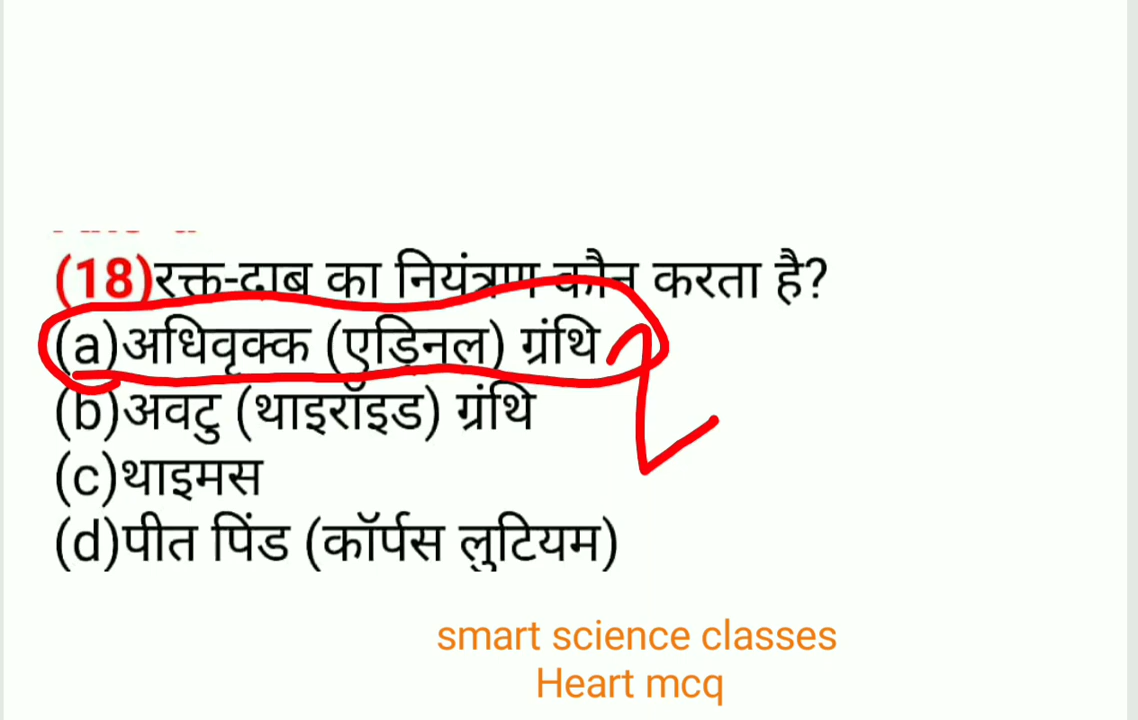 (18)रक्त-दाब का नियंत्रण कौन करता है?
(a)अधिवृक्क (एड्रिनल) ग्रंथि
(b)अवटु (थाइरॉइड) ग्रंथि
(c)थाइमस
(d)पीत पिंड (कॉर्पस लुटियम)
smart science classes
Heart mcq